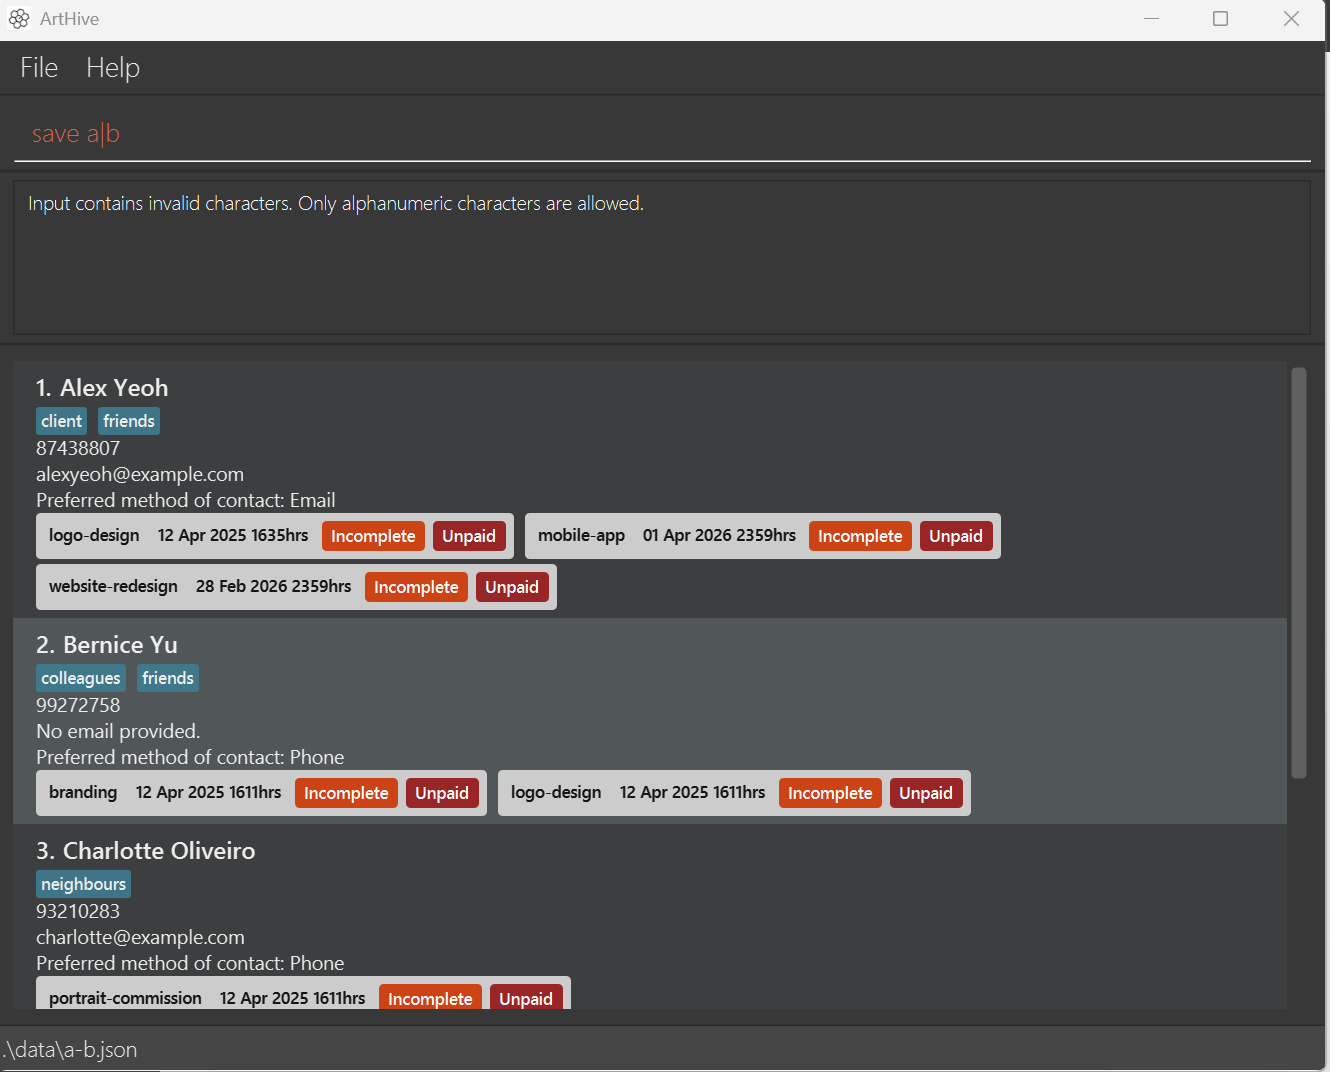 ArtHive
File Help
save a|b
Input contains invalid characters. Only alphanumeric characters are allowed.
1. Alex Yeoh
client friends
87438807
alexyeoh@example.com
Preferred method of contact: Email
logo-design 12 Apr 2025 1635hrs Incomplete Unpaid mobile-app 01 Apr 2026 2359hrs Incomplete Unpaid
website-redesign 28 Feb 2026 2359hrs Incomplete Unpaid
2. Bernice Yu
colleagues friends
99272758
No email provided.
Preferred method of contact: Phone
branding 12 Apr 2025 1611hrs Incomplete Unpaid logo-design 12 Apr 2025 1611hrs Incomplete Unpaid
3. Charlotte Oliveiro
neighbours
93210283
charlotte@example.com
Preferred method of contact: Phone
portrait-commission 12 Apr 2025 1611hrs Incomplete Unpaid
.\data\a-b.json